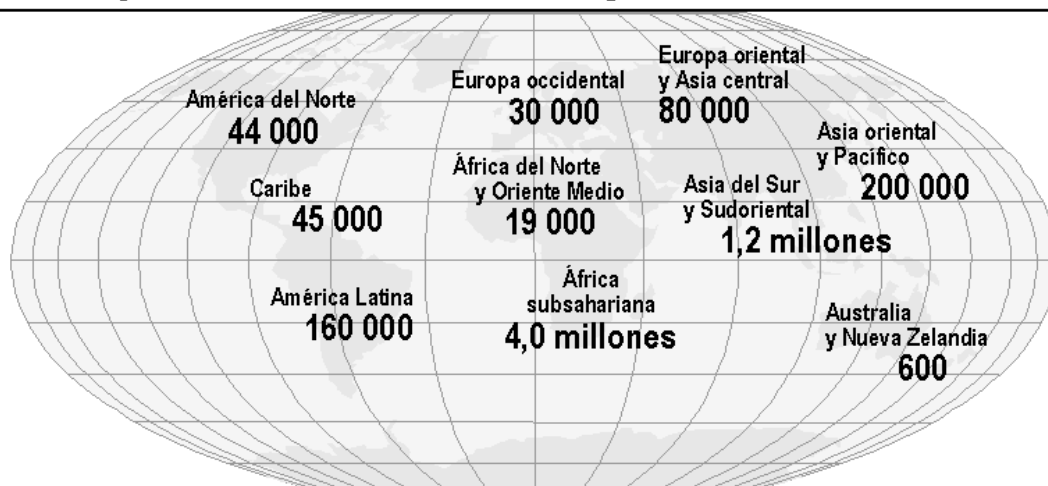 América del Norte
44 000
Europa occidental
30 000
Europa oriental
y Asia central
80 000
Caribe
45 000
África del Norte
y Oriente Medio
19 000
Asia del Sur
y Sudoriental
1,2 millones
Asia oriental
y Pacífico
200 000
América Latina
160 000
África
subsahariana
4,0 millones
Australia
y Nueva Zelandia
600